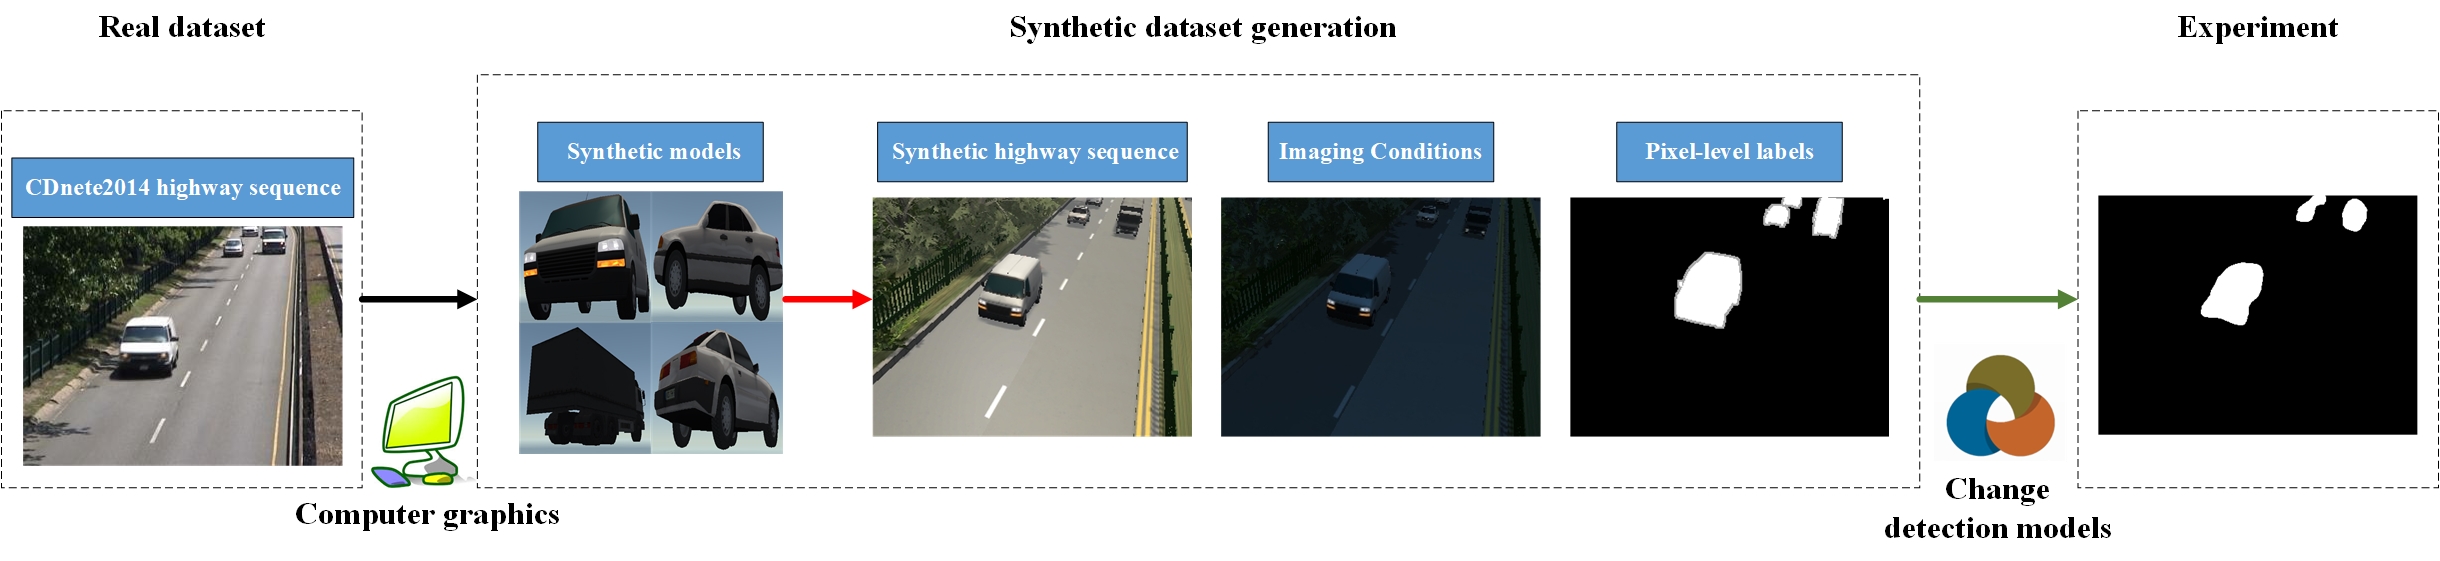 Real dataset
Synthetic dataset generation
Experiment
CDnete2014 highway sequence
Synthetic models
Synthetic highway sequence
Imaging Conditions
Pixel-level labels
Computer graphics
Change
detection models